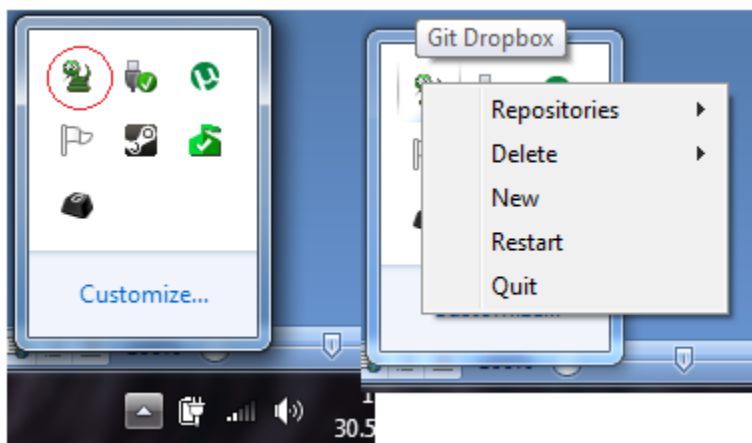 Customize...
30.5
Git Dropbox
Repositories
Delete
New
Restart
Quit